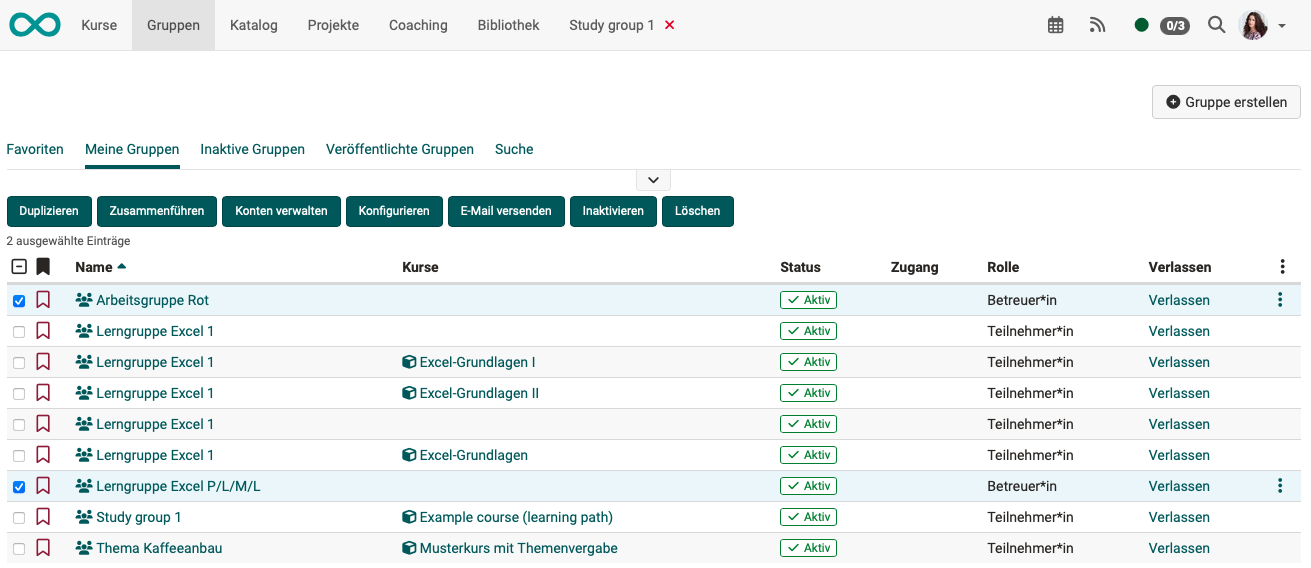 Kurse Gruppen Katalog Projekte Coaching Bibliothek Study group 1 0/3
Gruppe erstellen
Favoriten Meine Gruppen Inaktive Gruppen Veröffentlichte Gruppen Suche
Duplizieren Zusammenführen Konten verwalten Konfigurieren E-Mail versenden Inaktivieren Löschen
2 ausgewählte Einträge
Name Kurse Status Zugang Rolle Verlassen
Arbeitsgruppe Rot Aktiv Betreuer*in Verlassen
Lerngruppe Excel 1 Aktiv Teilnehmer*in Verlassen
Lerngruppe Excel 1 Excel-Grundlagen I Aktiv Teilnehmer*in Verlassen
Lerngruppe Excel 1 Excel-Grundlagen II Aktiv Teilnehmer*in Verlassen
Lerngruppe Excel 1 Aktiv Teilnehmer*in Verlassen
Lerngruppe Excel 1 Excel-Grundlagen Aktiv Teilnehmer*in Verlassen
Lerngruppe Excel P/L/M/L Aktiv Betreuer*in Verlassen
Study group 1 Example course (learning path) Aktiv Teilnehmer*in Verlassen
Thema Kaffeeanbau Musterkurs mit Themenvergabe Aktiv Teilnehmer*in Verlassen